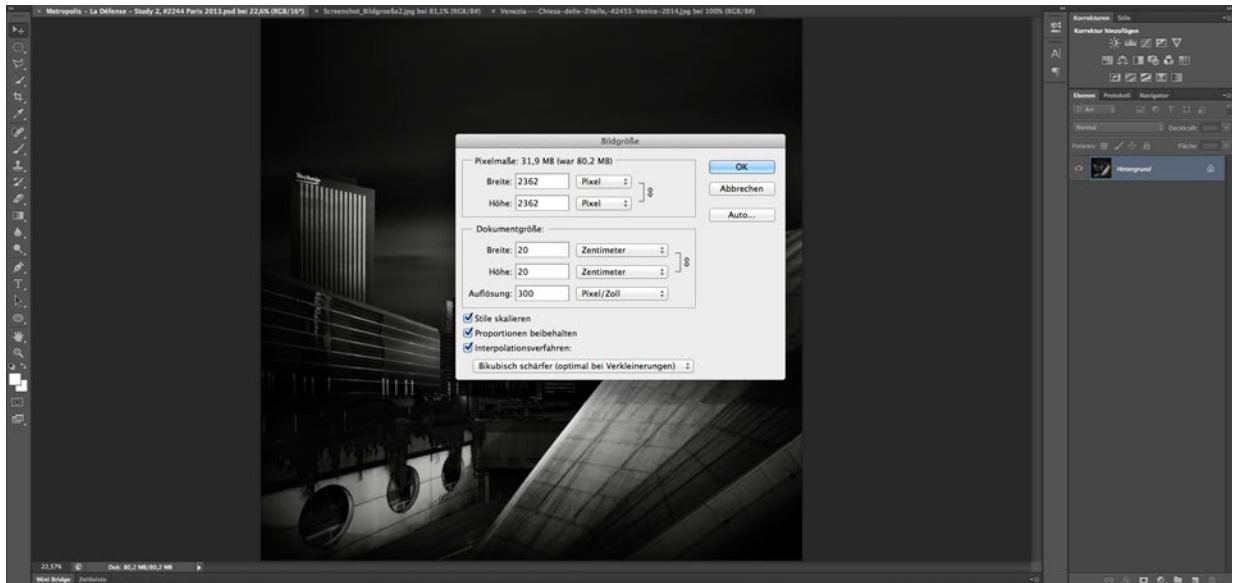 Metropolis – La Défense – Study 2, #2244 Paris 2013.psd bei 22,6% (RGB/16*)
Screenshot_Bildgroeße2.jpg bei 81,1% (RGB/8#)
Venezia---Chiesa-delle-Zitelle,-#2453-Venice-2014.jpg bei 100% (RGB/8#)
Korrekturen Stile
Korrektur hinzufügen
Ebenen Protokoll Navigator
Art
Normal Deckkraft:
Fixieren: Fläche:
Hintergrund
Technip
Bildgröße
Pixelmaße: 31,9 MB (war 80,2 MB)
Breite: 2362 Pixel
Höhe: 2362 Pixel
OK
Abbrechen
Auto...
Dokumentgröße:
Breite: 20 Zentimeter
Höhe: 20 Zentimeter
Auflösung: 300 Pixel/Zoll
Stile skalieren
Proportionen beibehalten
Interpolationsverfahren:
Bikubisch schärfer (optimal bei Verkleinerungen)
22,57% Dok: 80,2 MB/80,2 MB
Mini Bridge Zeitleiste